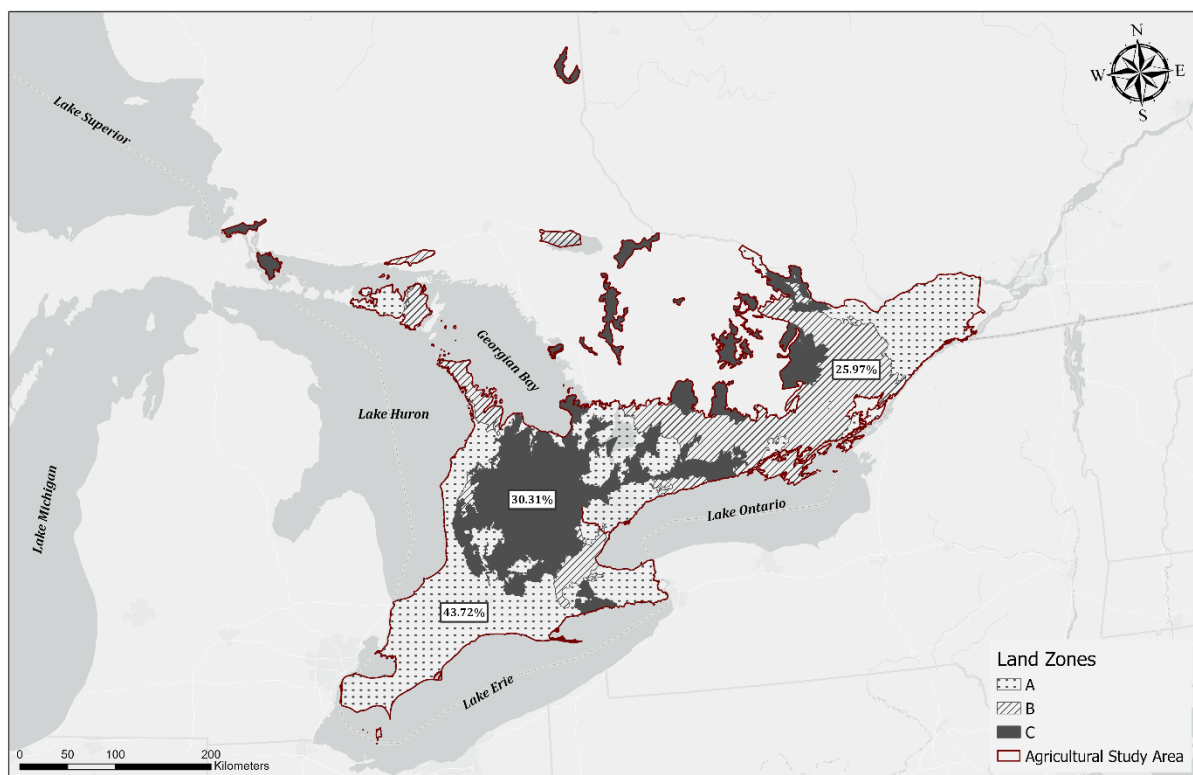 N
W
E
S
Lake Superior
Georgian Bay
Lake Huron
25.97%
Lake Michigan
30.31%
Lake Ontario
43.72%
Lake Erie
Land Zones
A
B
C
Agricultural Study Area
0 50 100 200
Kilometers